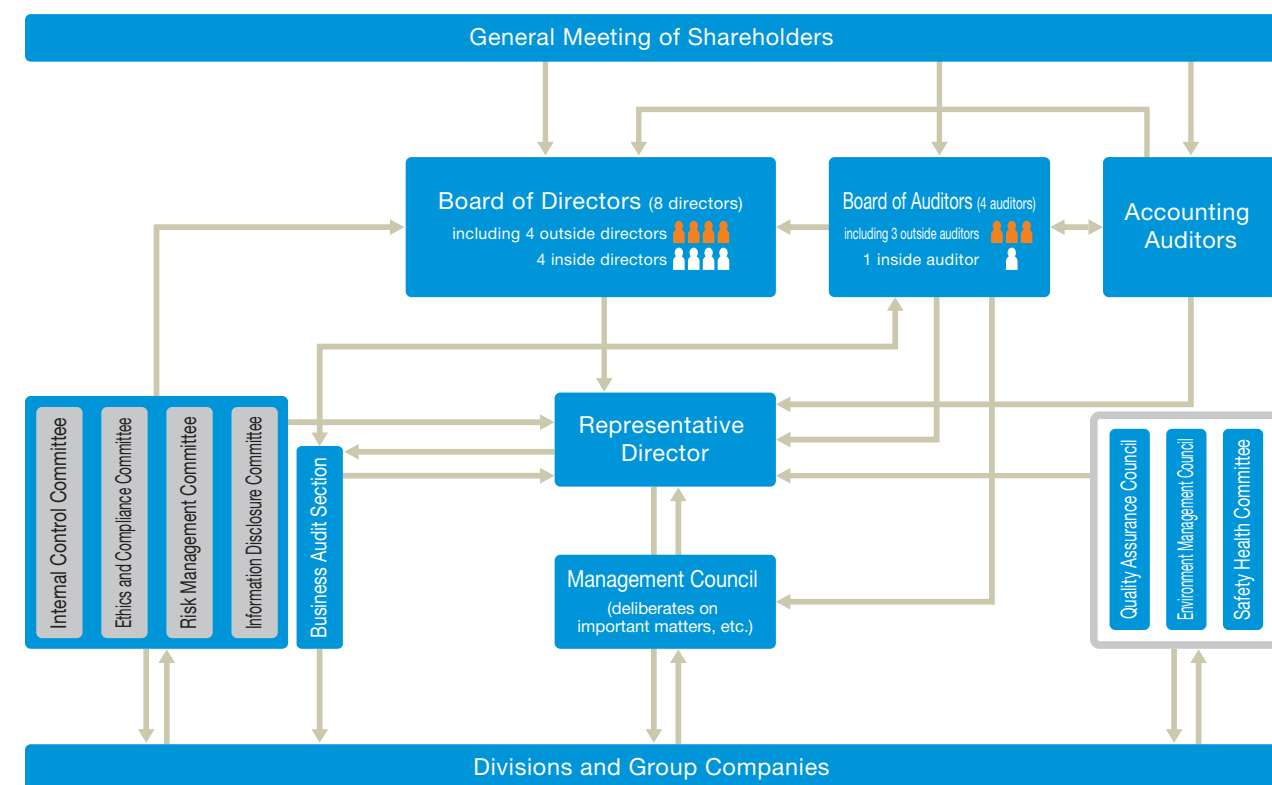 General Meeting of Shareholders
Board of Directors (8 directors)
including 4 outside directors
4 inside directors
Board of Auditors (4 auditors)
including 3 outside auditors
1 inside auditor
Accounting
Auditors
Internal Control Committee
Ethics and Compliance Committee
Risk Management Committee
Information Disclosure Committee
Business Audit Section
Representative
Director
Management Council
(deliberates on
important matters, etc.)
Quality Assurance Council
Environment Management Council
Safety Health Committee
Divisions and Group Companies